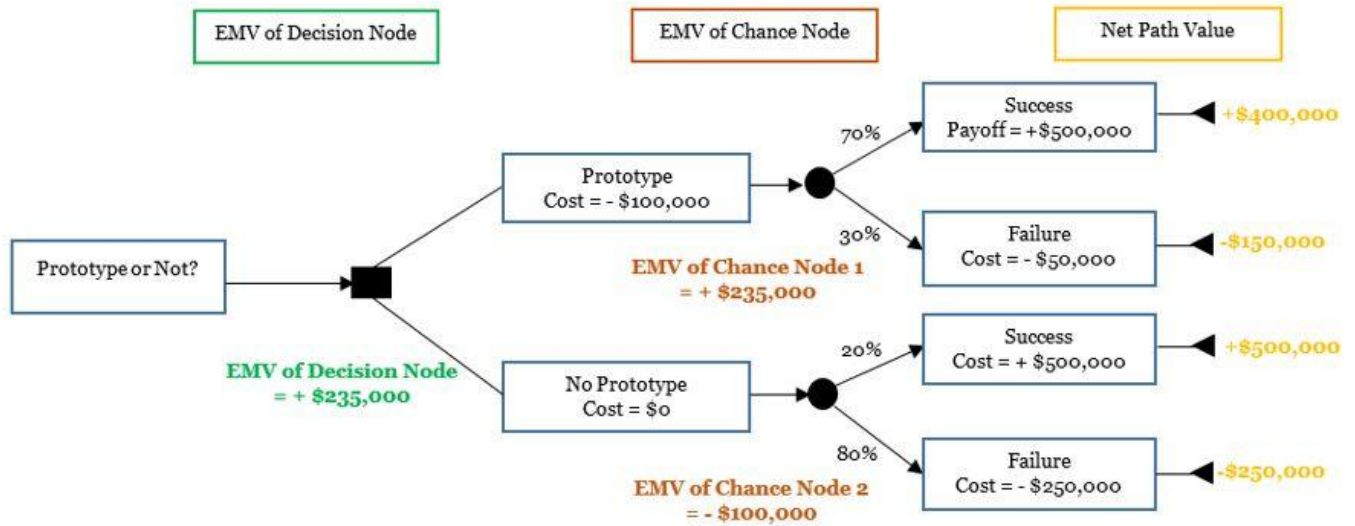 EMV of Decision Node
EMV of Chance Node
Net Path Value
Success
Payoff = +$500,000
+$400,000
70%
Prototype
Cost = - $100,000
30%
Failure
Cost = - $50,000
-$150,000
Prototype or Not?
EMV of Chance Node 1
= + $235,000
Success
Cost = + $500,000
+$500,000
20%
EMV of Decision Node
= + $235,000
No Prototype
Cost = $0
80%
Failure
Cost = - $250,000
-$250,000
EMV of Chance Node 2
= - $100,000